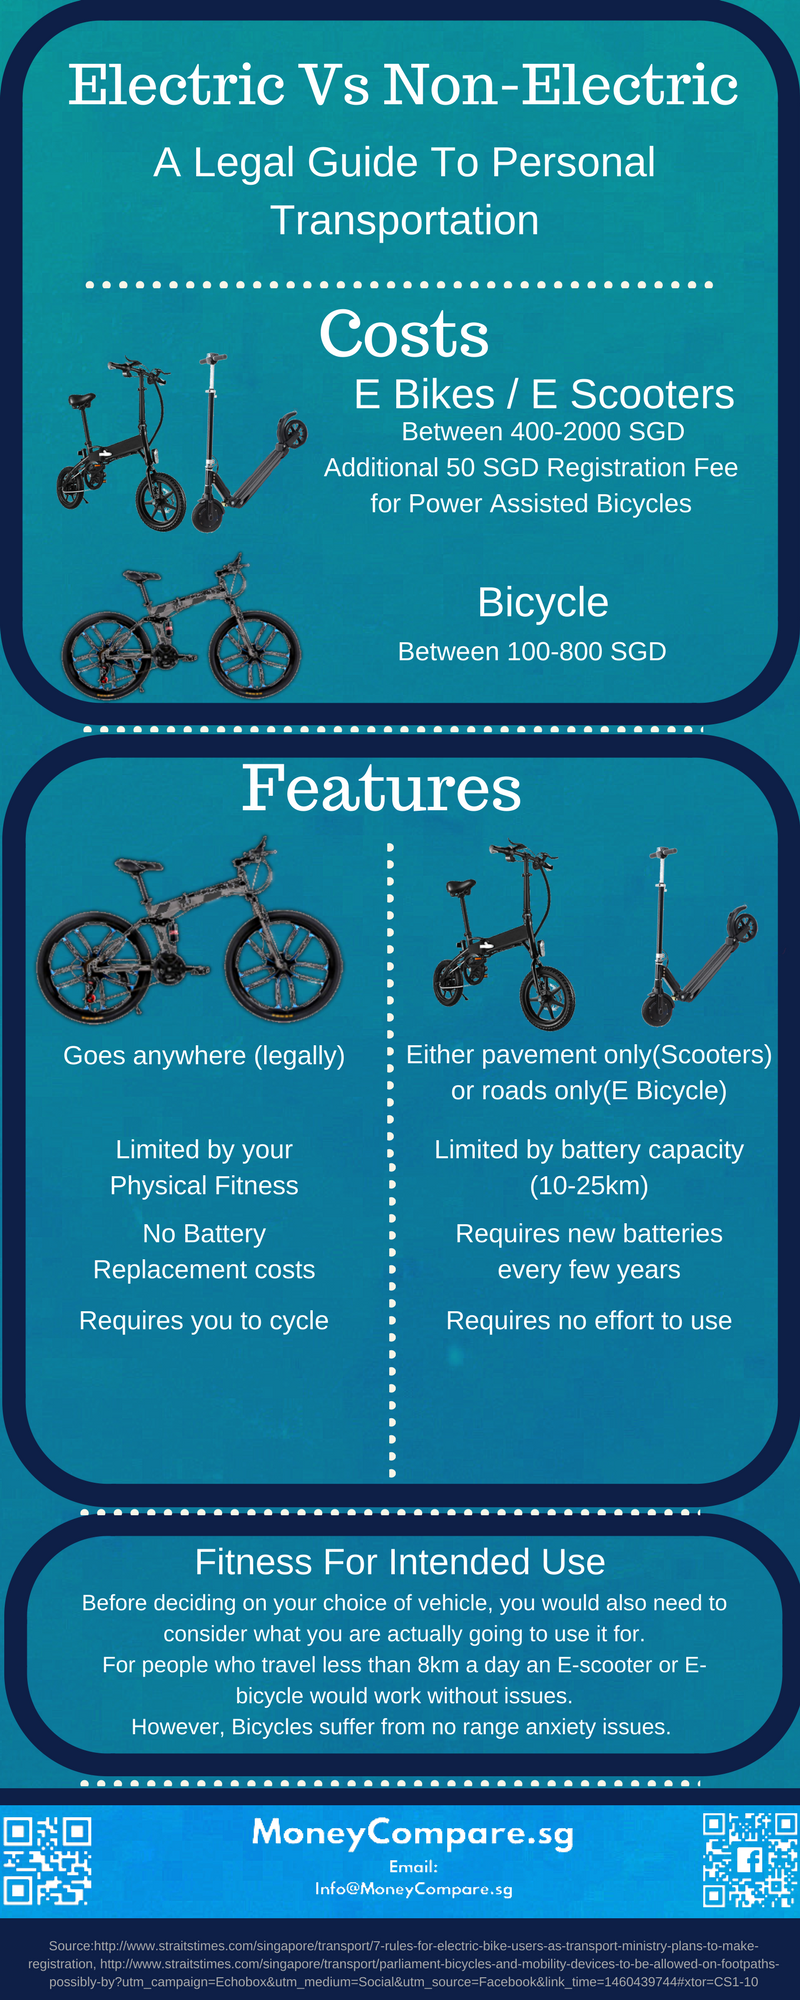 Electric Vs Non-Electric
A Legal Guide To Personal
Transportation
Costs
E Bikes / E Scooters
Between 400-2000 SGD
Additional 50 SGD Registration Fee
for Power Assisted Bicycles
Bicycle
Between 100-800 SGD
Features
Goes anywhere (legally)
Limited by your
Physical Fitness
No Battery
Replacement costs
Requires you to cycle
Either pavement only(Scooters)
or roads only(E Bicycle)
Limited by battery capacity
(10-25km)
Requires new batteries
every few years
Requires no effort to use
Fitness For Intended Use
Before deciding on your choice of vehicle, you would also need to
consider what you are actually going to use it for.
For people who travel less than 8km a day an E-scooter or E-
bicycle would work without issues.
However, Bicycles suffer from no range anxiety issues.
MoneyCompare.sg
Email:
Info@MoneyCompare.sg
Source:http://www.straitstimes.com/singapore/transport/7-rules-for-electric-bike-users-as-transport-ministry-plans-to-make-
registration, http://www.straitstimes.com/singapore/transport/parliament-bicycles-and-mobility-devices-to-be-allowed-on-footpaths-
possibly-by?utm_campaign=Echobox&utm_medium=Social&utm_source=Facebook&link_time=1460439744#xtor=CS1-10